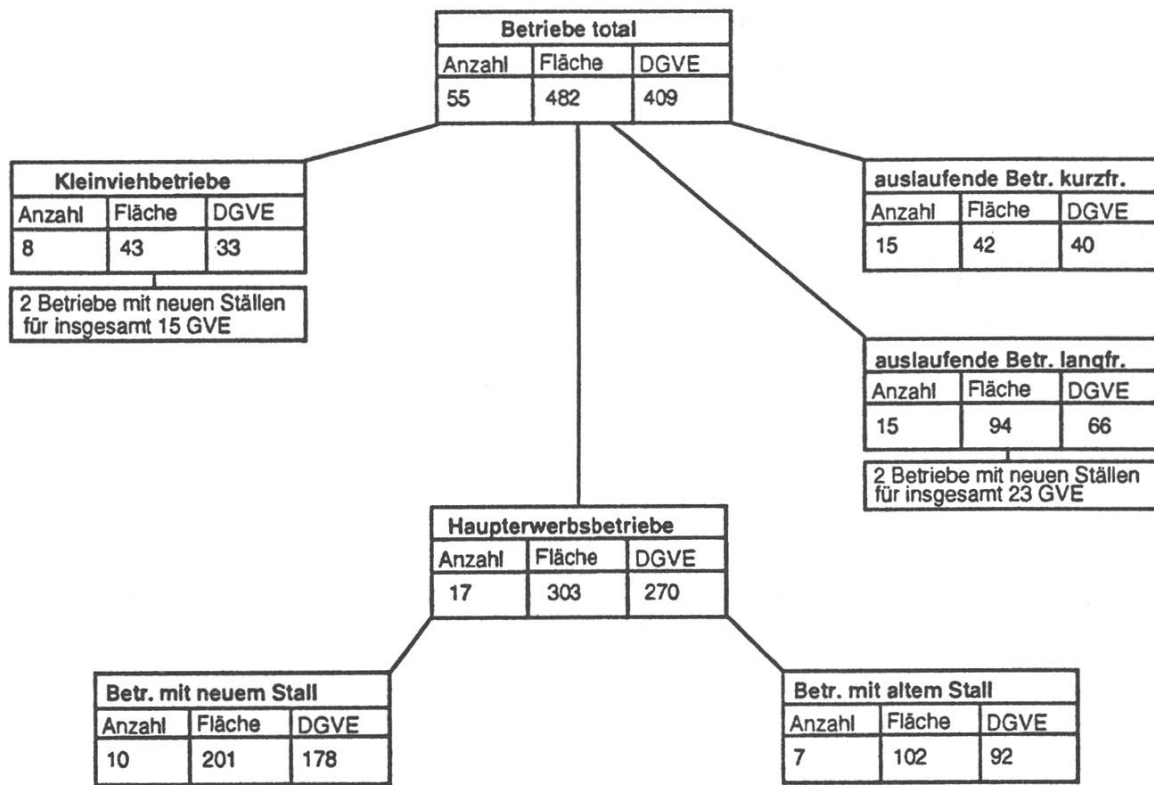 Betriebe total
Anzahl Fläche DGVE
55 482 409
Kleinviehbetriebe
Anzahl Fläche DGVE
8 43 33
2 Betriebe mit neuen Ställen
für insgesamt 15 GVE
auslaufende Betr. kurzfr.
Anzahl Fläche DGVE
15 42 40
auslaufende Betr. langfr.
Anzahl Fläche DGVE
15 94 66
2 Betriebe mit neuen Ställen
für insgesamt 23 GVE
Haupterwerbsbetriebe
Anzahl Fläche DGVE
17 303 270
Betr. mit neuem Stall
Anzahl Fläche DGVE
10 201 178
Betr. mit altem Stall
Anzahl Fläche DGVE
7 102 92